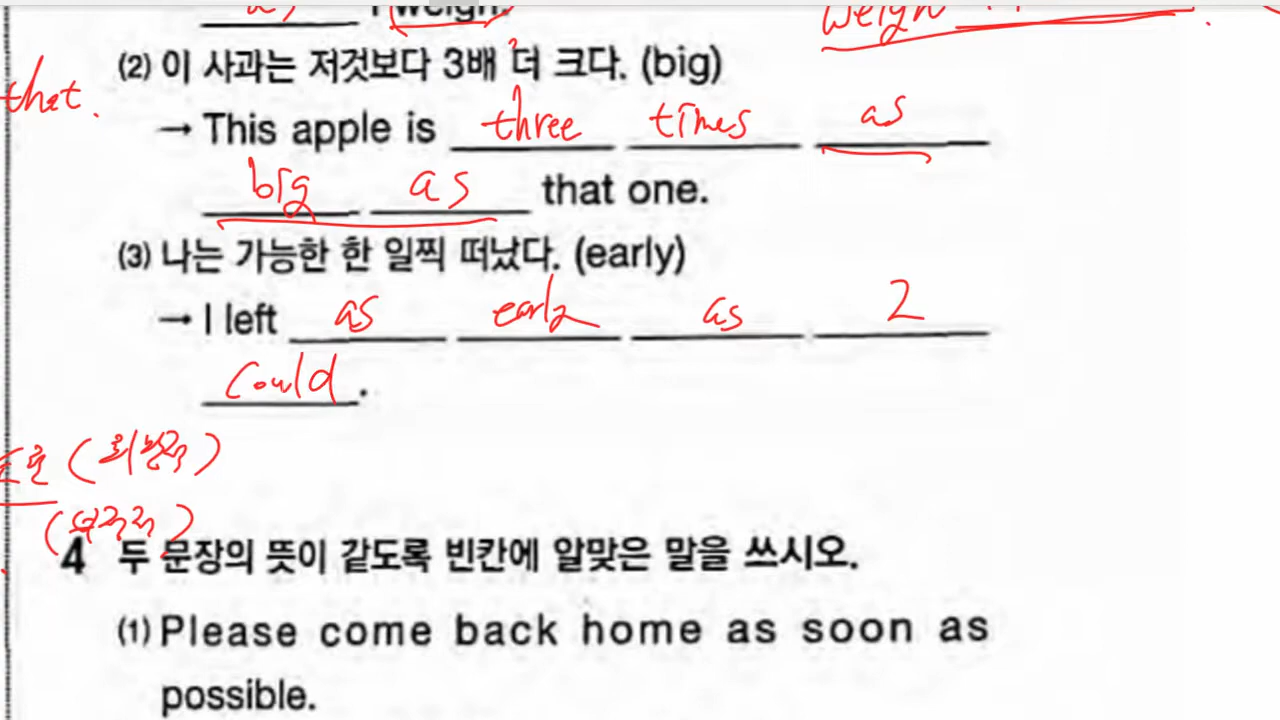 as I weigh.
weigh
(2) 이 사과는 저것보다 3배 더 크다. (big)
that.
→ This apple is three times as
big as that one.
(3) 나는 가능한 한 일찍 떠났다. (early)
→ I left as early as I
could.
4 두 문장의 뜻이 같도록 빈칸에 알맞은 말을 쓰시오.
(1) Please come back home as soon as
possible.